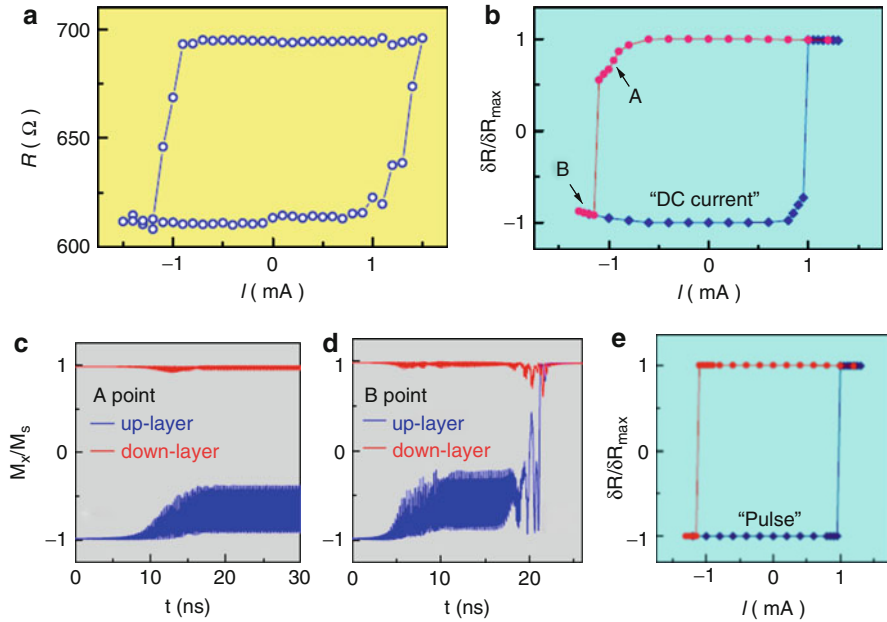 a
700
650
600
R ( Ω )
−1
0
1
I ( mA )
b
1
0
−1
δR/δRmax
A
B
“DC current”
−1
0
1
I ( mA )
c
1
0
−1
Mx/Ms
A point
up-layer
down-layer
0
10
20
30
t (ns)
d
B point
up-layer
down-layer
0
10
20
t (ns)
e
1
0
−1
δR/δRmax
“Pulse”
−1
0
1
I ( mA )